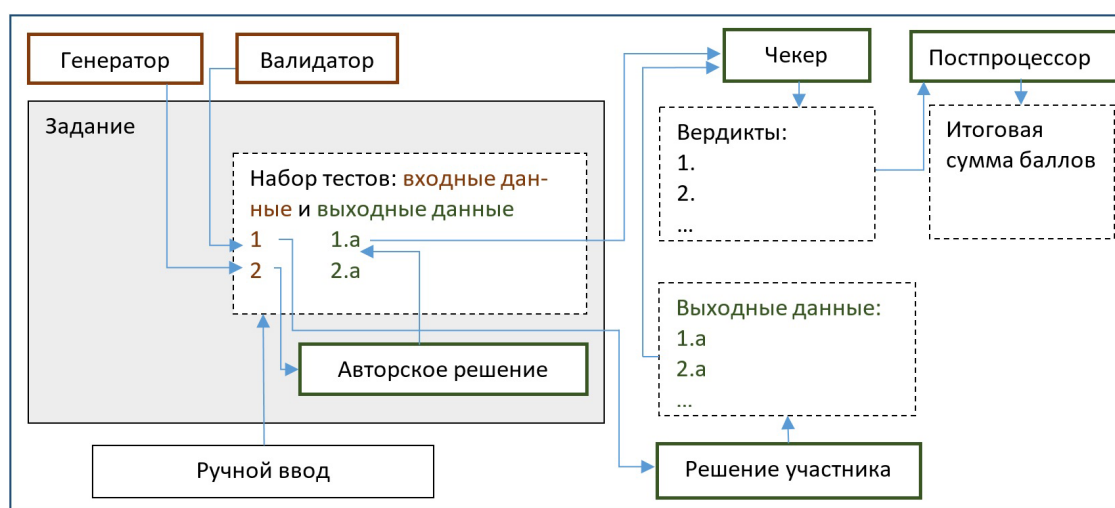 Генератор
Валидатор
Чекер
Постпроцессор
Задание
Набор тестов: входные дан-
ные и выходные данные
1 1.a
2 2.a
Вердикты:
1.
2.
...
Итоговая
сумма баллов
Выходные данные:
1.a
2.a
...
Авторское решение
Ручной ввод
Решение участника